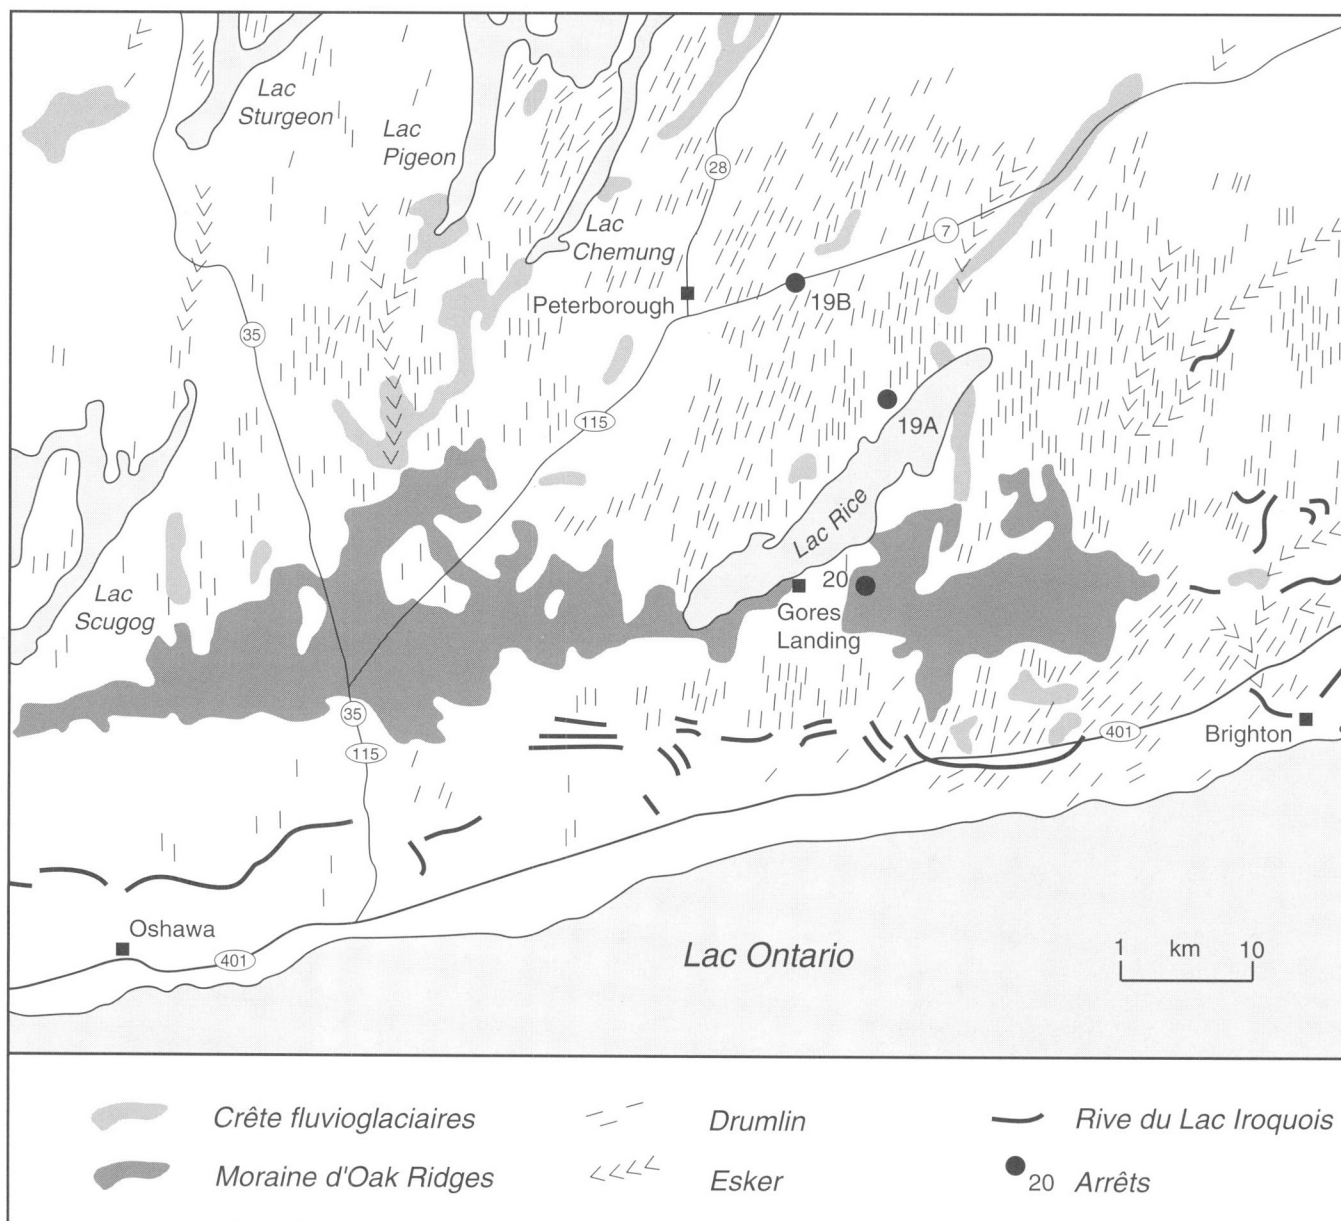 Lac
Sturgeon
Lac
Pigeon
28
Lac
Chemung
7
Peterborough
19B
35
115
19A
Lac Rice
20
Gores
Landing
Lac
Scugog
35
115
401
Brighton
Oshawa
401
Lac Ontario
1 km 10
Crête fluvioglaciaires
Drumlin
Rive du Lac Iroquois
Moraine d'Oak Ridges
Esker
20 Arrêts